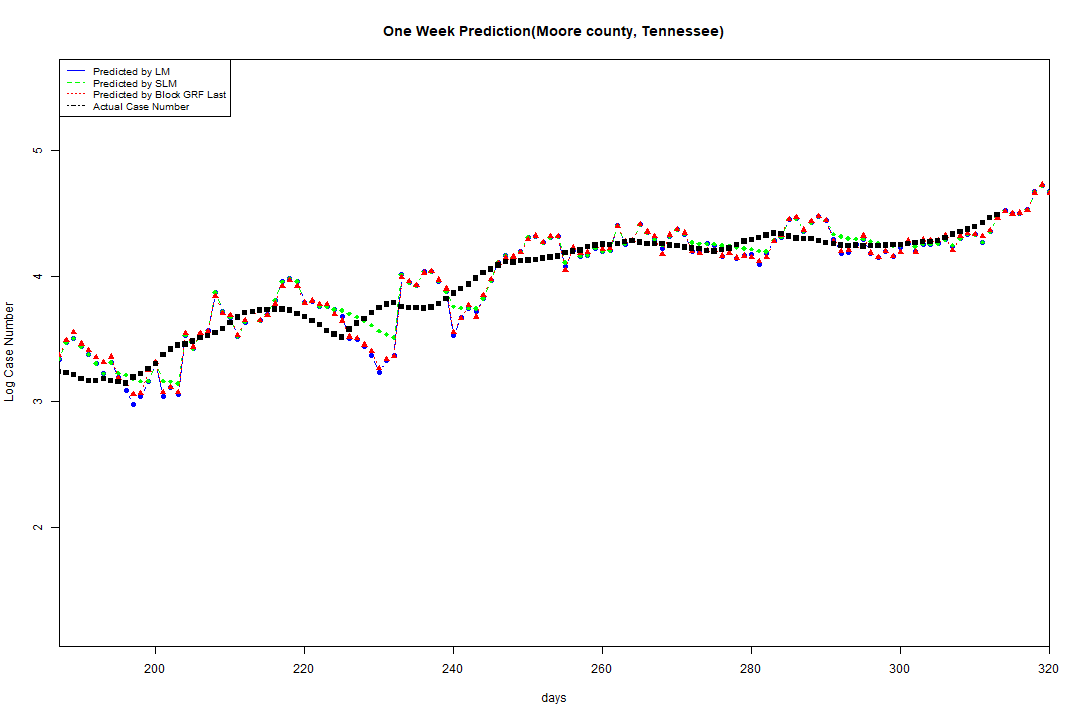 One Week Prediction(Moore county, Tennessee)
Predicted by LM
Predicted by SLM
Predicted by Block GRF Last
Actual Case Number
5
4
3
2
Log Case Number
200 220 240 260 280 300 320
days